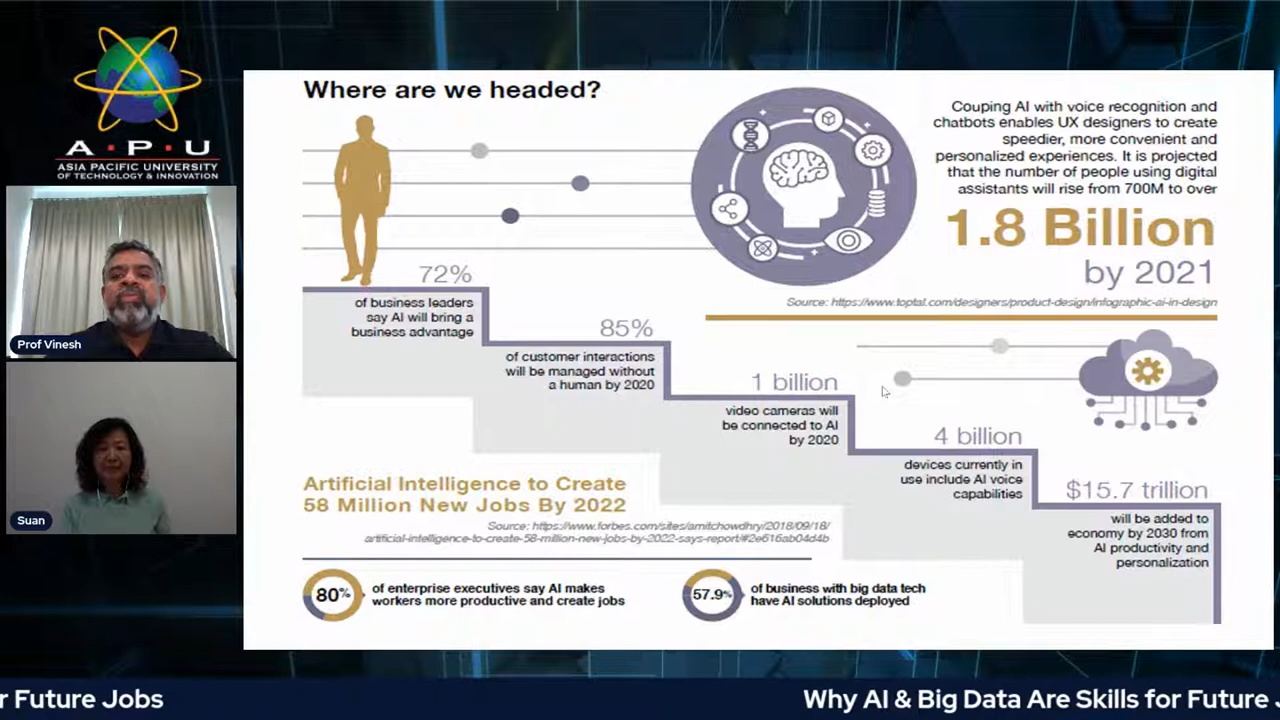 A·P·U
ASIA PACIFIC UNIVERSITY
OF TECHNOLOGY & INNOVATION
Prof Vinesh
Suan
Where are we headed?
Couping AI with voice recognition and
chatbots enables UX designers to create
speedier, more convenient and
personalized experiences. It is projected
that the number of people using digital
assistants will rise from 700M to over
1.8 Billion
by 2021
Source: https://www.toptal.com/designers/product-design/infographic-ai-in-design
72%
of business leaders
say AI will bring a
business advantage
85%
of customer interactions
will be managed without
a human by 2020
1 billion
video cameras will
be connected to AI
by 2020
4 billion
devices currently in
use include AI voice
capabilities
$15.7 trillion
will be added to
economy by 2030 from
AI productivity and
personalization
Artificial Intelligence to Create
58 Million New Jobs By 2022
Source: https://www.forbes.com/sites/amitchowdhry/2018/09/18/
artificial-intelligence-to-create-58-million-new-jobs-by-2022-says-report/#2e616ab04d4b
80%
of enterprise executives say AI makes
workers more productive and create jobs
57.9%
of business with big data tech
have AI solutions deployed
r Future Jobs
Why AI & Big Data Are Skills for Future J